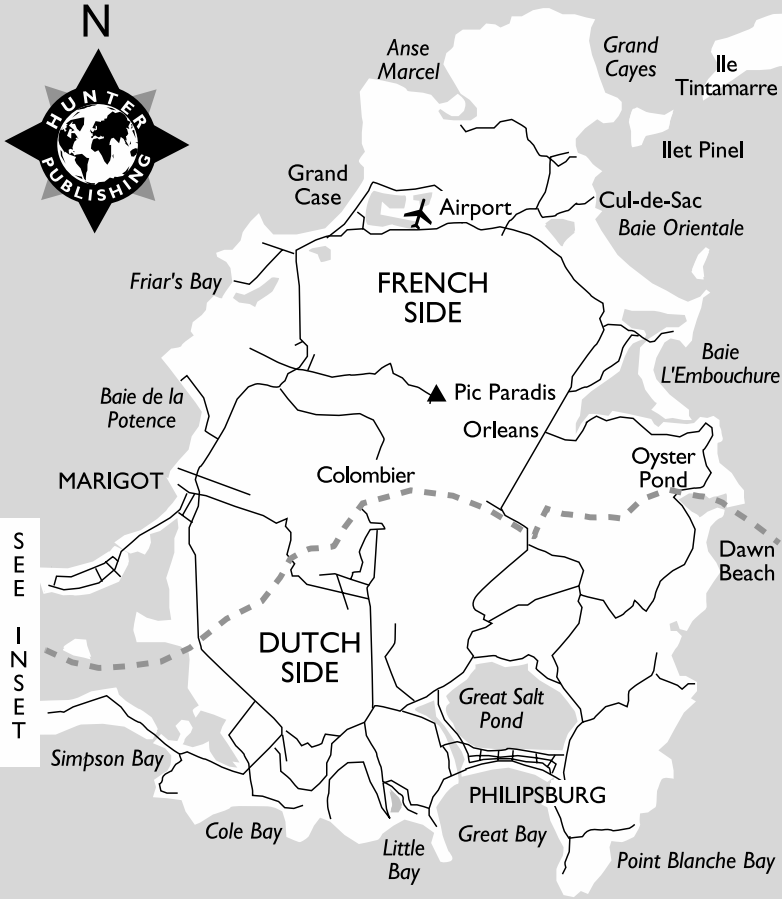 N
HUNTER
PUBLISHING
Anse
Marcel
Grand
Cayes
Ile
Tintamarre
Ilet Pinel
Grand
Case
Airport
Cul-de-Sac
Baie Orientale
Friar's Bay
FRENCH
SIDE
Baie
L'Embouchure
Baie de la
Potence
Pic Paradis
Orleans
MARIGOT
Colombier
Oyster
Pond
SEE INSET
Dawn
Beach
DUTCH
SIDE
Great Salt
Pond
Simpson Bay
PHILIPSBURG
Cole Bay
Little
Bay
Great Bay
Point Blanche Bay